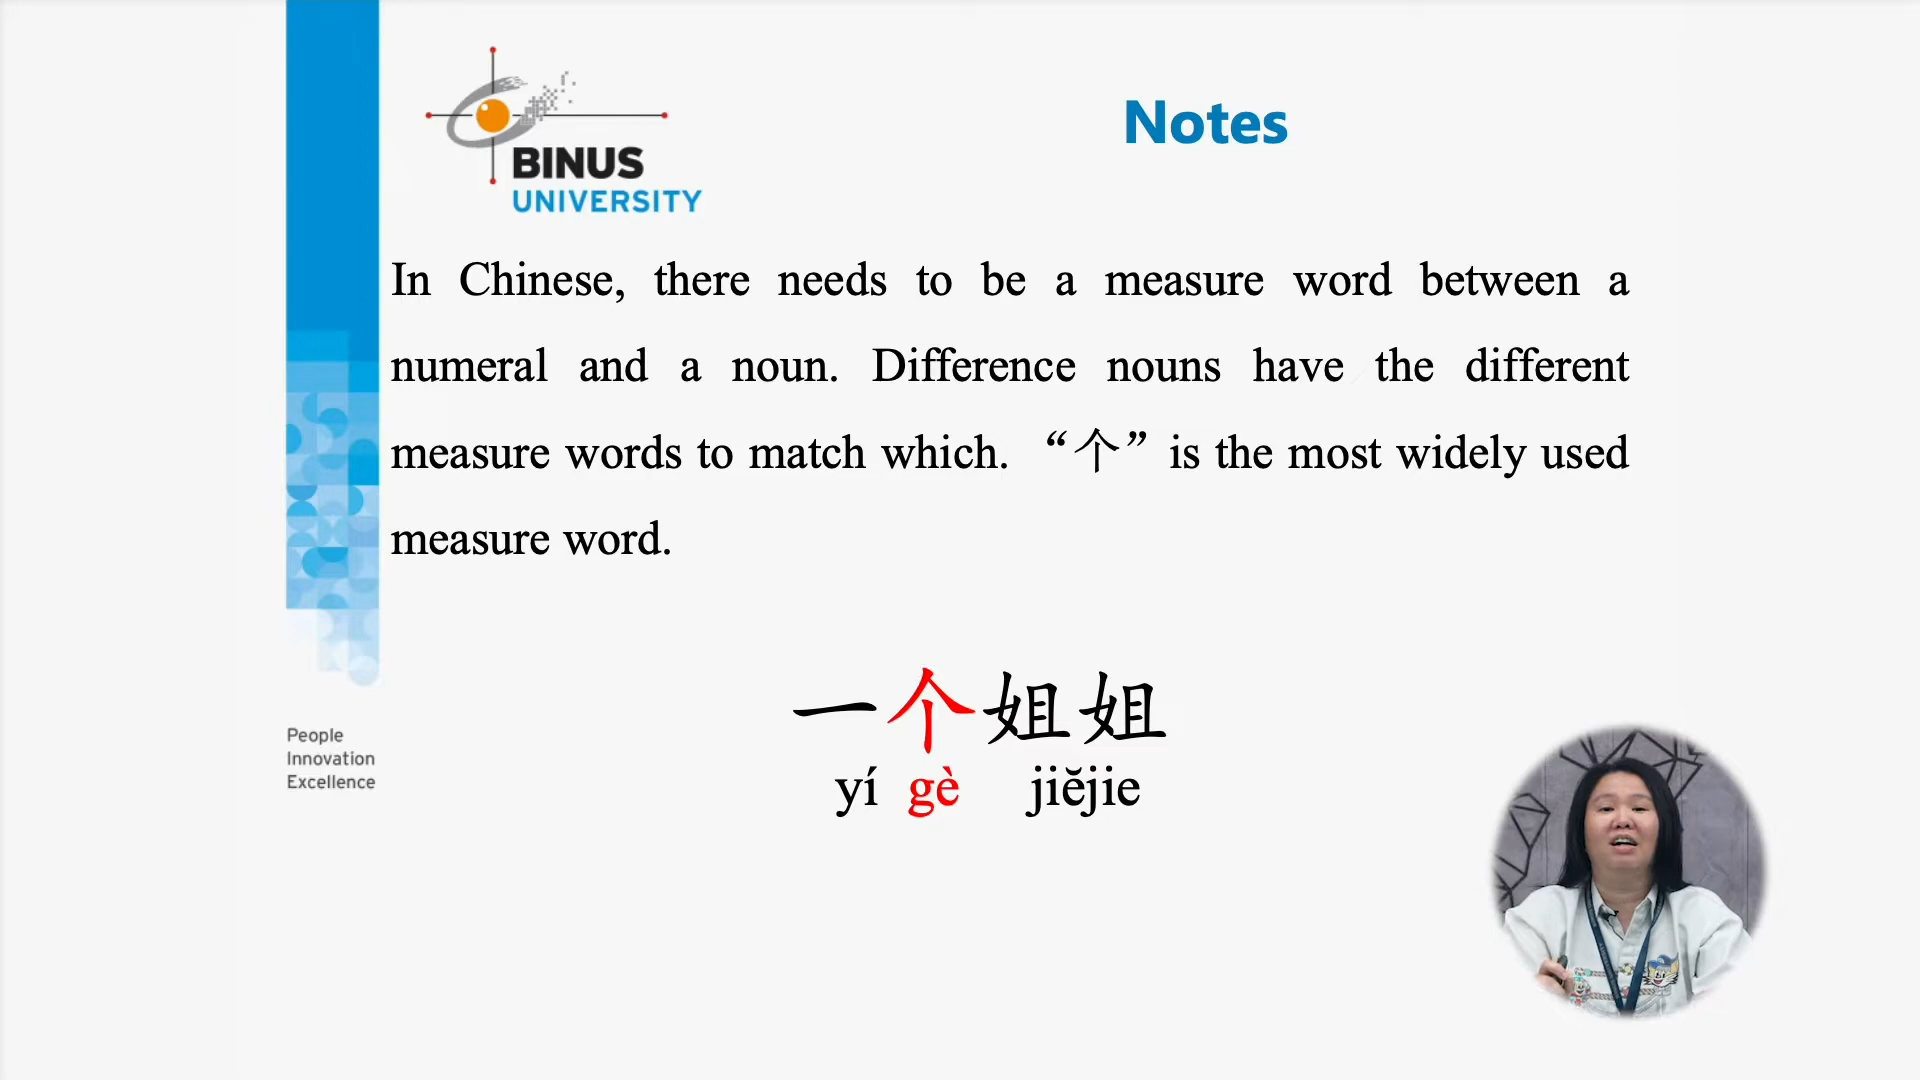 BINUS
UNIVERSITY
Notes
In Chinese, there needs to be a measure word between a
numeral and a noun. Difference nouns have the different
measure words to match which. “个” is the most widely used
measure word.
一个姐姐
yí gè jiějie
People
Innovation
Excellence